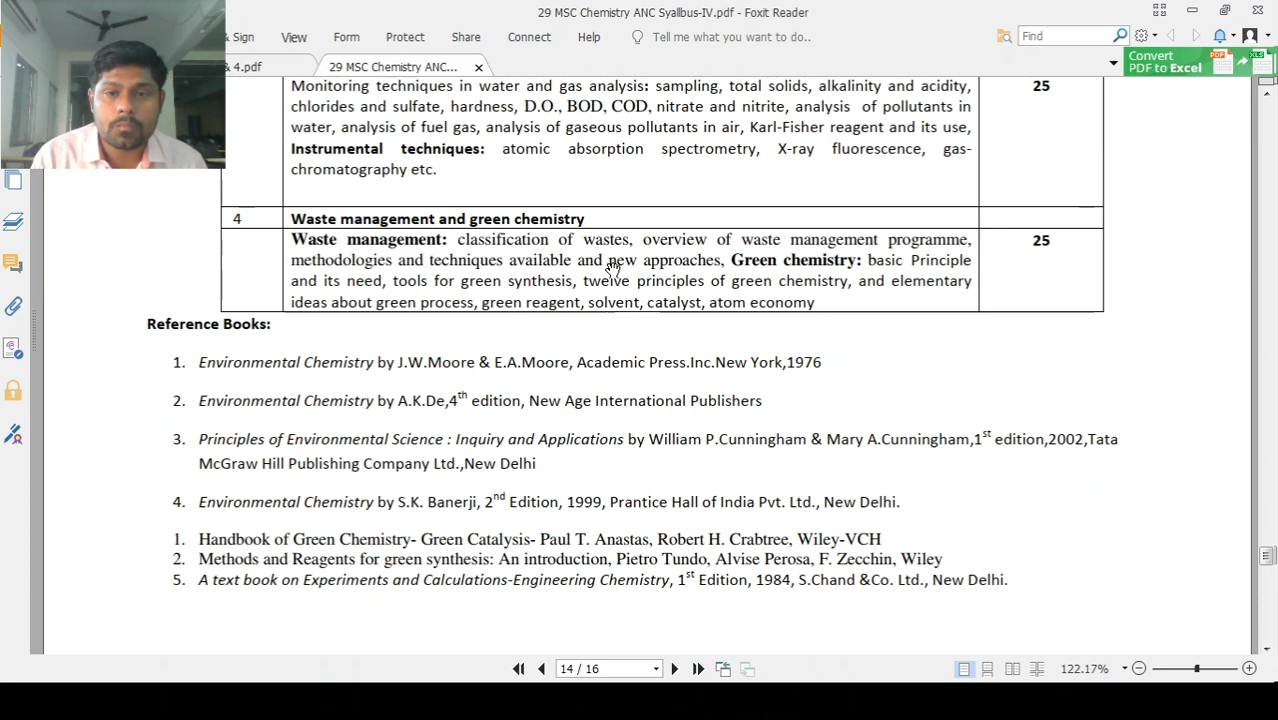 29 MSC Chemistry ANC Syallbus-IV.pdf - Foxit Reader
& Sign View Form Protect Share Connect Help Tell me what you want to do.. Find
& 4.pdf 29 MSC Chemistry ANC...
Convert
PDF to Excel
Monitoring techniques in water and gas analysis: sampling, total solids, alkalinity and acidity, 25
chlorides and sulfate, hardness, D.O., BOD, COD, nitrate and nitrite, analysis of pollutants in
water, analysis of fuel gas, analysis of gaseous pollutants in air, Karl-Fisher reagent and its use,
Instrumental techniques: atomic absorption spectrometry, X-ray fluorescence, gas-
chromatography etc.
4 Waste management and green chemistry
Waste management: classification of wastes, overview of waste management programme, 25
methodologies and techniques available and new approaches, Green chemistry: basic Principle
and its need, tools for green synthesis, twelve principles of green chemistry, and elementary
ideas about green process, green reagent, solvent, catalyst, atom economy
Reference Books:
1. Environmental Chemistry by J.W.Moore & E.A.Moore, Academic Press.Inc.New York,1976
2. Environmental Chemistry by A.K.De,4th edition, New Age International Publishers
3. Principles of Environmental Science : Inquiry and Applications by William P.Cunningham & Mary A.Cunningham,1st edition,2002,Tata
McGraw Hill Publishing Company Ltd.,New Delhi
4. Environmental Chemistry by S.K. Banerji, 2nd Edition, 1999, Prantice Hall of India Pvt. Ltd., New Delhi.
1. Handbook of Green Chemistry- Green Catalysis- Paul T. Anastas, Robert H. Crabtree, Wiley-VCH
2. Methods and Reagents for green synthesis: An introduction, Pietro Tundo, Alvise Perosa, F. Zecchin, Wiley
5. A text book on Experiments and Calculations-Engineering Chemistry, 1st Edition, 1984, S.Chand &Co. Ltd., New Delhi.
14 / 16 122.17%